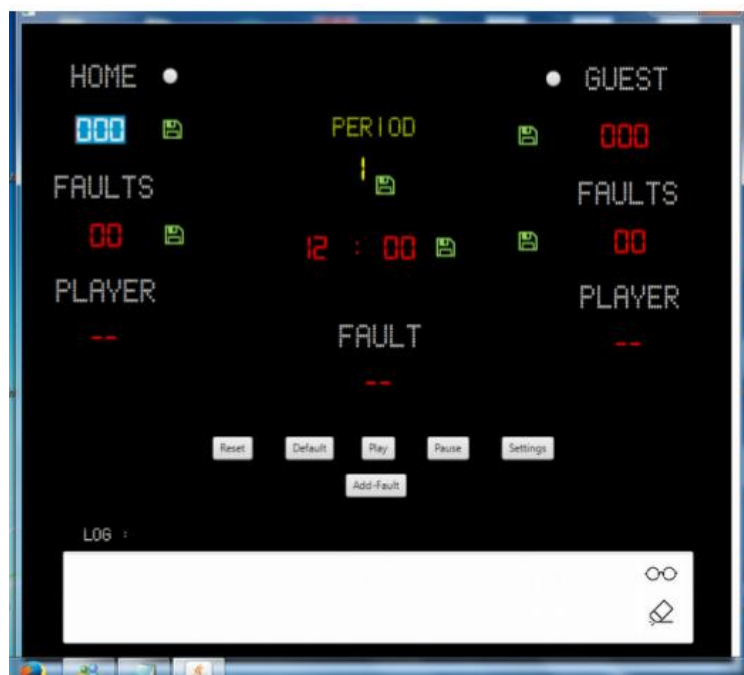 HOME GUEST
000 PERIOD 000
1
FAULTS FAULTS
00 12 : 00 00
PLAYER PLAYER
-- FAULT --
--
Reset Default Play Pause Settings
Add-Fault
LOG :